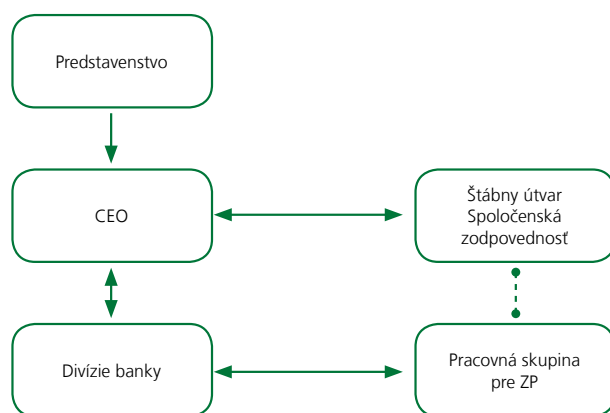 Predstavenstvo
CEO
Štábny útvar
Spoločenská
zodpovednosť
Divízie banky
Pracovná skupina
pre ZP